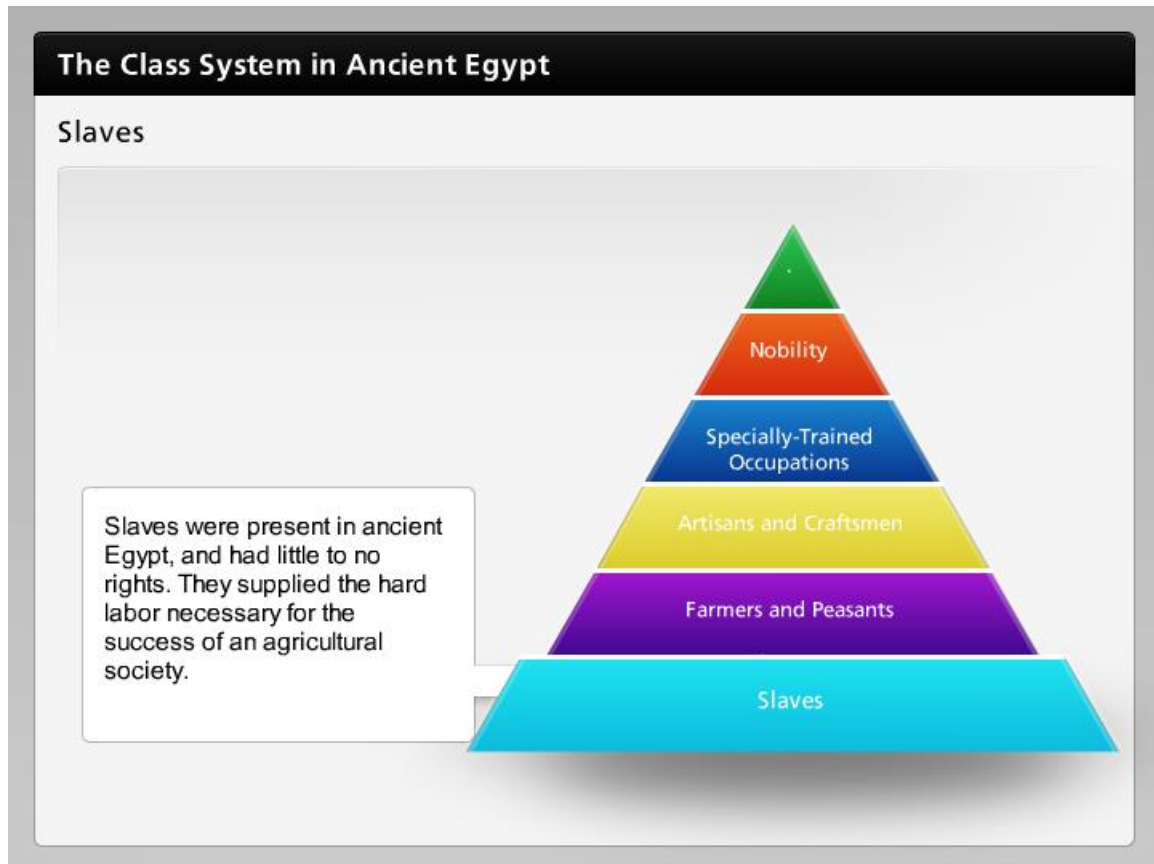 The Class System in Ancient Egypt
Slaves
.
Nobility
Specially-Trained
Occupations
Artisans and Craftsmen
Farmers and Peasants
Slaves
Slaves were present in ancient
Egypt, and had little to no
rights. They supplied the hard
labor necessary for the
success of an agricultural
society.